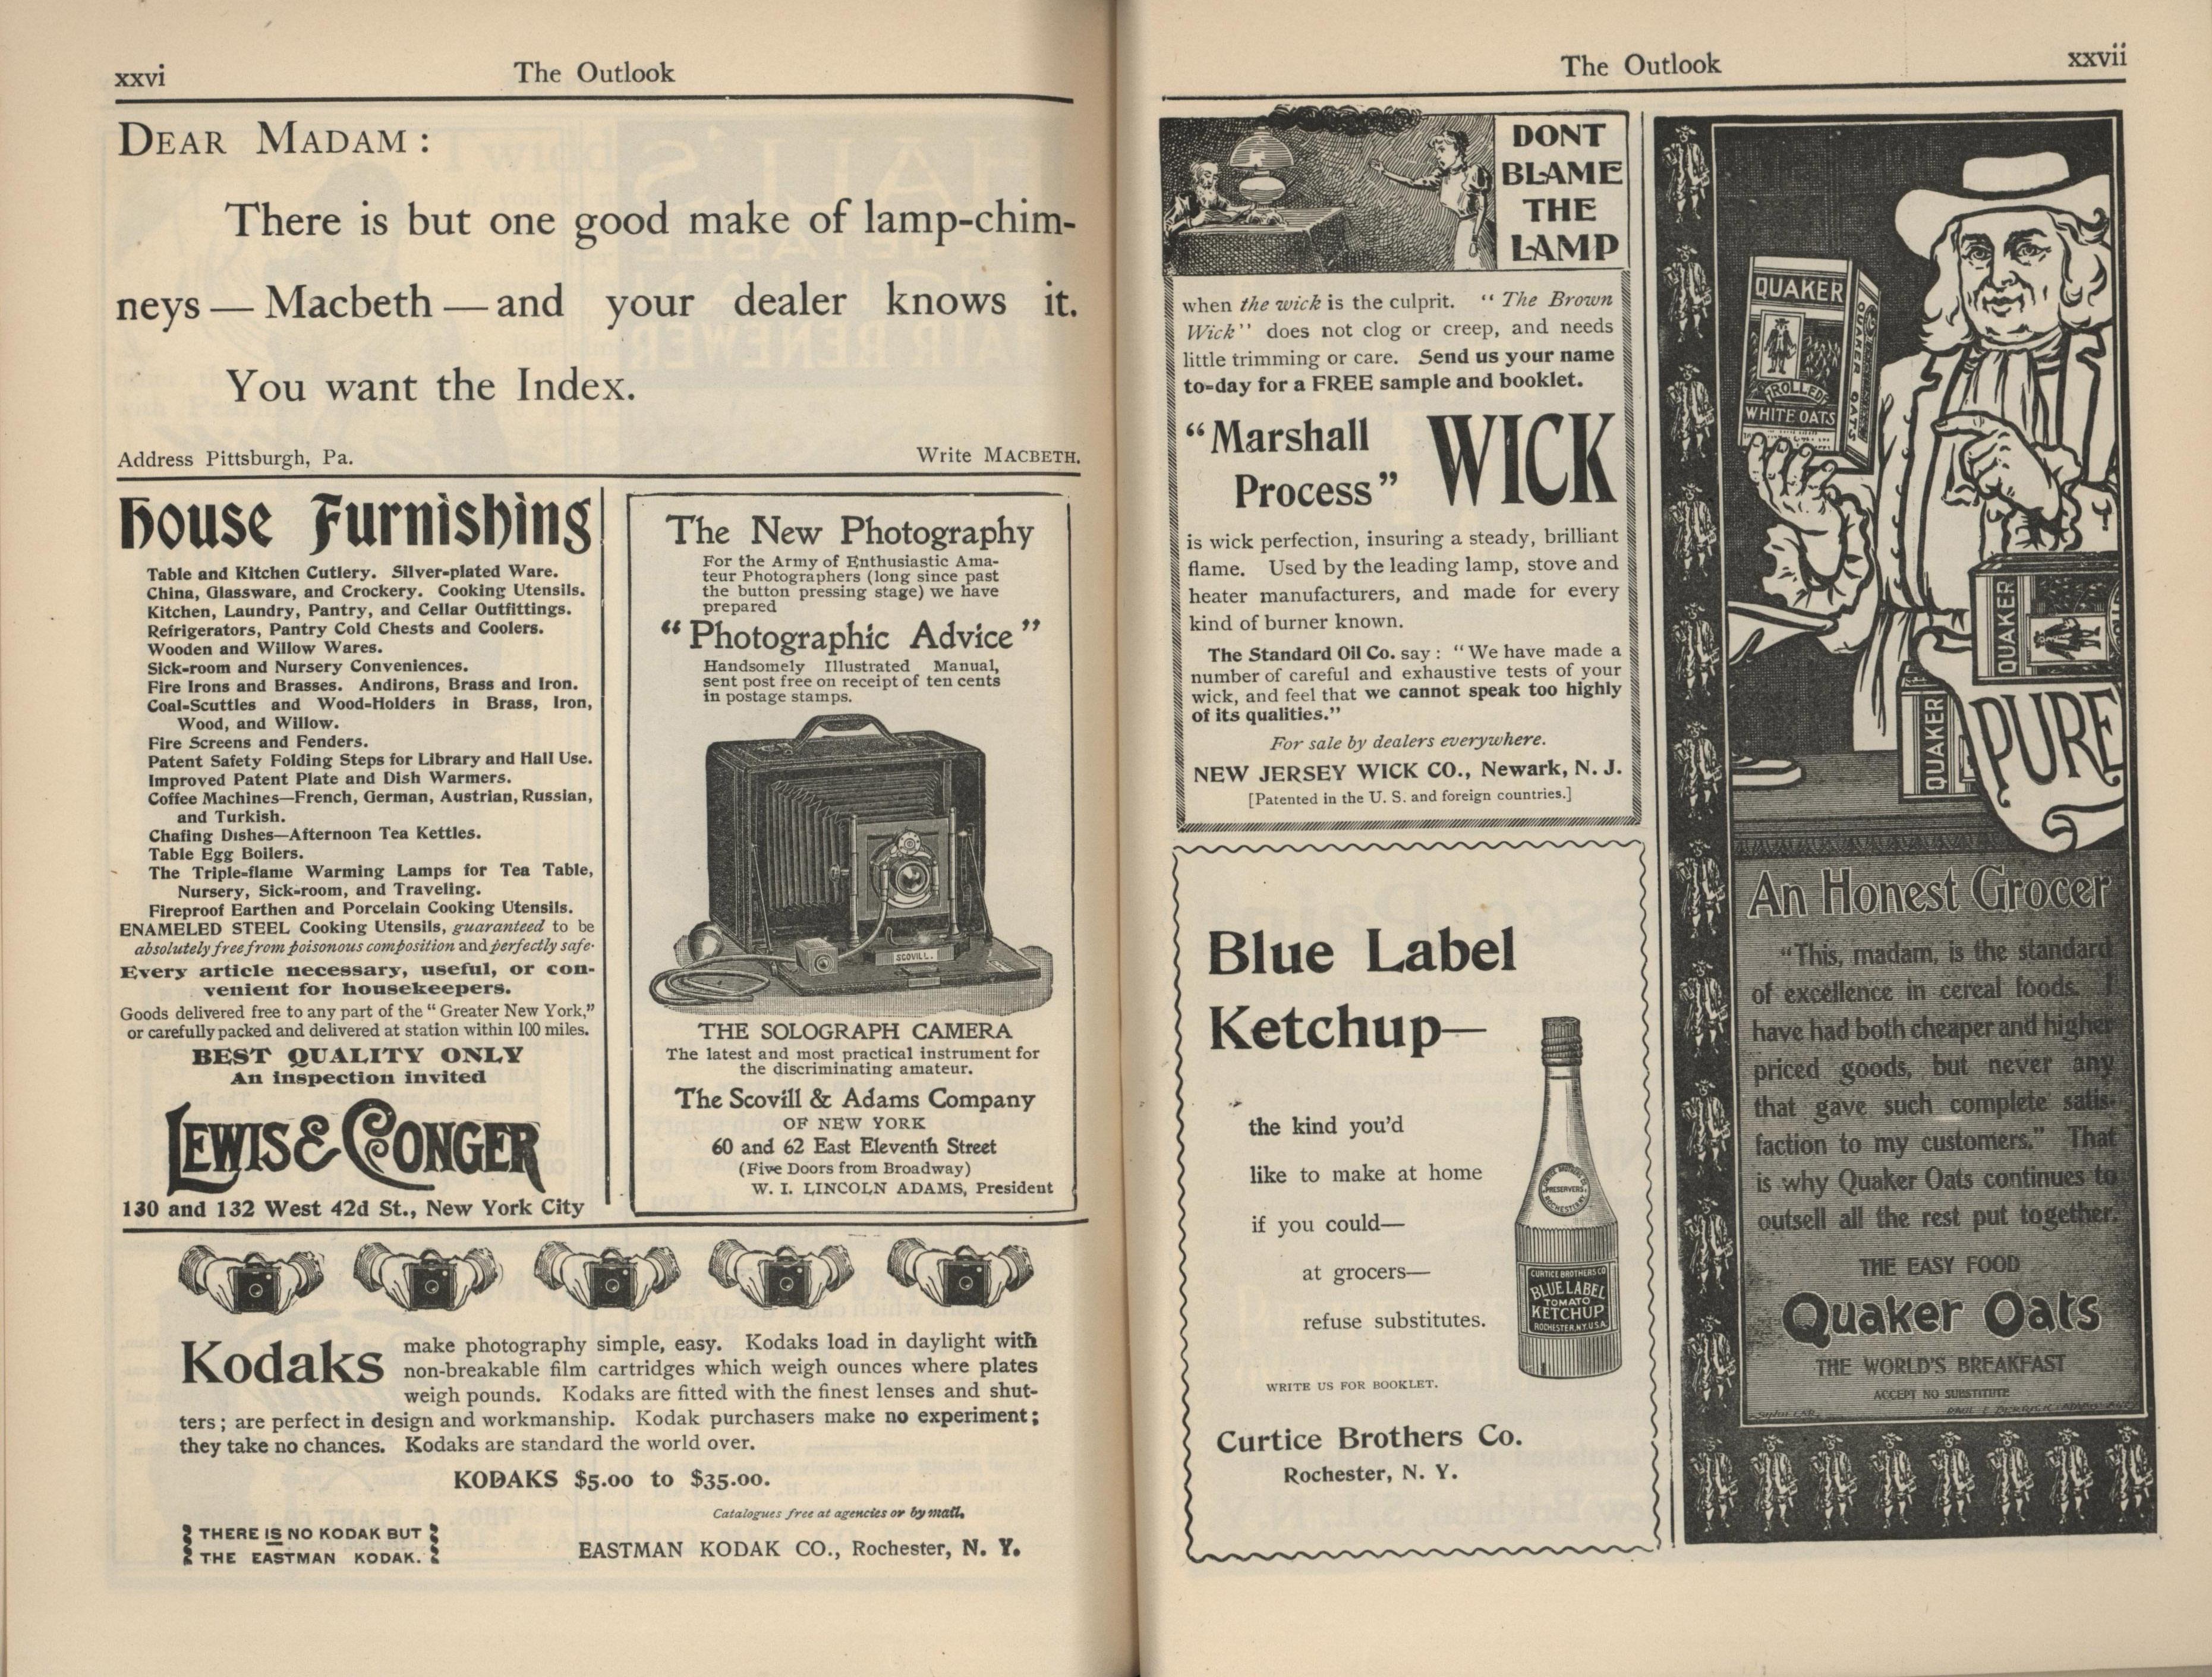 xxvi
The Outlook
DEAR MADAM:
There is but one good make of lamp-chim-
neys — Macbeth — and your dealer knows it.
You want the Index.
Address Pittsburgh, Pa.
Write MACBETH.
House Furnishing
Table and Kitchen Cutlery. Silver-plated Ware.
China, Glassware, and Crockery. Cooking Utensils.
Kitchen, Laundry, Pantry, and Cellar Outfittings.
Refrigerators, Pantry Cold Chests and Coolers.
Wooden and Willow Wares.
Sick-room and Nursery Conveniences.
Fire Irons and Brasses. Andirons, Brass and Iron.
Coal-Scuttles and Wood-Holders in Brass, Iron,
Wood, and Willow.
Fire Screens and Fenders.
Patent Safety Folding Steps for Library and Hall Use.
Improved Patent Plate and Dish Warmers.
Coffee Machines—French, German, Austrian, Russian,
and Turkish.
Chafing Dishes—Afternoon Tea Kettles.
Table Egg Boilers.
The Triple-flame Warming Lamps for Tea Table,
Nursery, Sick-room, and Traveling.
Fireproof Earthen and Porcelain Cooking Utensils.
ENAMELED STEEL Cooking Utensils, guaranteed to be
absolutely free from poisonous composition and perfectly safe.
Every article necessary, useful, or con-
venient for housekeepers.
Goods delivered free to any part of the "Greater New York,"
or carefully packed and delivered at station within 100 miles.
BEST QUALITY ONLY
An inspection invited
LEWIS & CONGER
130 and 132 West 42d St., New York City
The New Photography
For the Army of Enthusiastic Ama-
teur Photographers (long since past
the button pressing stage) we have
prepared
"Photographic Advice"
Handsomely Illustrated Manual,
sent post free on receipt of ten cents
in postage stamps.
SCOVILL.
THE SOLOGRAPH CAMERA
The latest and most practical instrument for
the discriminating amateur.
The Scovill & Adams Company
OF NEW YORK
60 and 62 East Eleventh Street
(Five Doors from Broadway)
W. I. LINCOLN ADAMS, President
Kodaks
make photography simple, easy. Kodaks load in daylight with
non-breakable film cartridges which weigh ounces where plates
weigh pounds. Kodaks are fitted with the finest lenses and shut-
ters; are perfect in design and workmanship. Kodak purchasers make no experiment;
they take no chances. Kodaks are standard the world over.
KODAKS $5.00 to $35.00.
Catalogues free at agencies or by mail.
THERE IS NO KODAK BUT
THE EASTMAN KODAK.
EASTMAN KODAK CO., Rochester, N. Y.
The Outlook
xxvii
DONT
BLAME
THE
LAMP
when the wick is the culprit. "The Brown
Wick" does not clog or creep, and needs
little trimming or care. Send us your name
to-day for a FREE sample and booklet.
"Marshall
Process" WICK
is wick perfection, insuring a steady, brilliant
flame. Used by the leading lamp, stove and
heater manufacturers, and made for every
kind of burner known.
The Standard Oil Co. say: "We have made a
number of careful and exhaustive tests of your
wick, and feel that we cannot speak too highly
of its qualities."
For sale by dealers everywhere.
NEW JERSEY WICK CO., Newark, N. J.
[Patented in the U. S. and foreign countries.]
Blue Label
Ketchup—
the kind you'd
like to make at home
if you could—
at grocers—
refuse substitutes.
WRITE US FOR BOOKLET.
Curtice Brothers Co.
Rochester, N. Y.
PRESERVERS.
CURTICE BROTHERS CO
BLUE LABEL
TOMATO
KETCHUP
ROCHESTER.N.Y.U.S.A.
QUAKER
ROLLED
WHITE OATS
QUAKER OATS
QUAKER
QUAKER
PURE
An Honest Grocer
"This, madam, is the standard
of excellence in cereal foods. I
have had both cheaper and higher
priced goods, but never any
that gave such complete satis-
faction to my customers." That
is why Quaker Oats continues to
outsell all the rest put together.
THE EASY FOOD
Quaker Oats
THE WORLD'S BREAKFAST
ACCEPT NO SUBSTITUTE